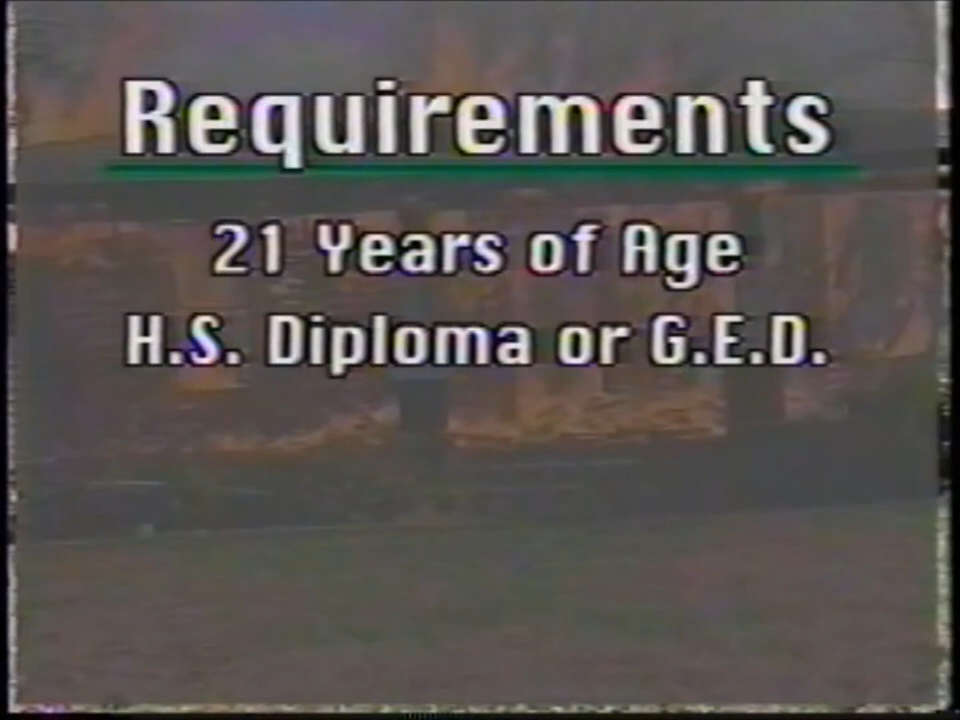 Requirements
21 Years of Age
H.S. Diploma or G.E.D.